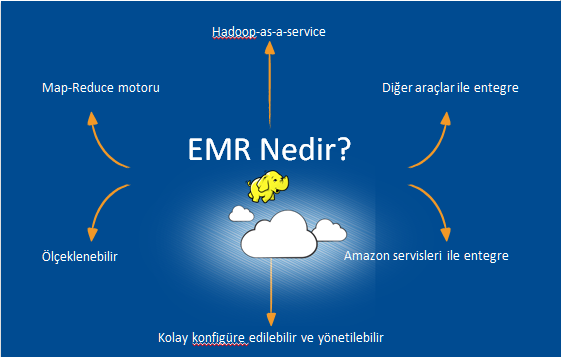 Hadoop-as-a-service
Map-Reduce motoru
Diğer araçlar ile entegre
EMR Nedir?
Ölçeklenebilir
Amazon servisleri ile entegre
Kolay konfigüre edilebilir ve yönetilebilir